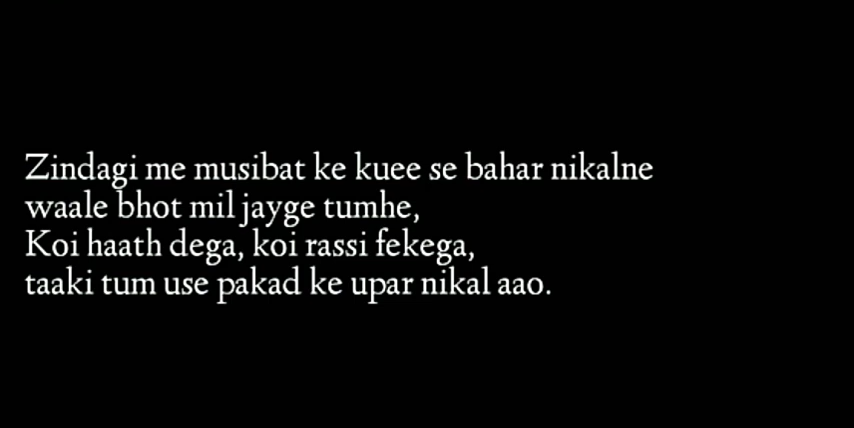 Zindagi me musibat ke kuee se bahar nikalne
waale bhot mil jayge tumhe,
Koi haath dega, koi rassi fekega,
taaki tum use pakad ke upar nikal aao.